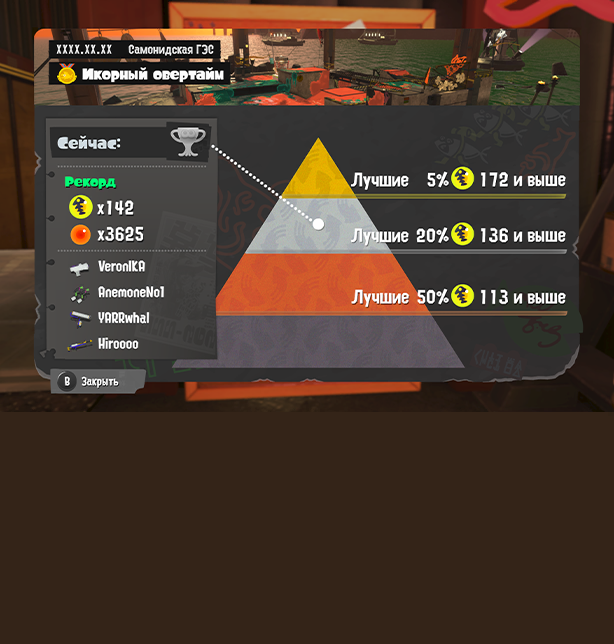 XXXX.XX.XX Самонидская ГЭС
Икорный овертайм
Сейчас:
Рекорд
x142
x3625
VeronIKA
AnemoneNo1
YARRwhal
Hiroooo
Лучшие 5% 172 и выше
Лучшие 20% 136 и выше
Лучшие 50% 113 и выше
B Закрыть